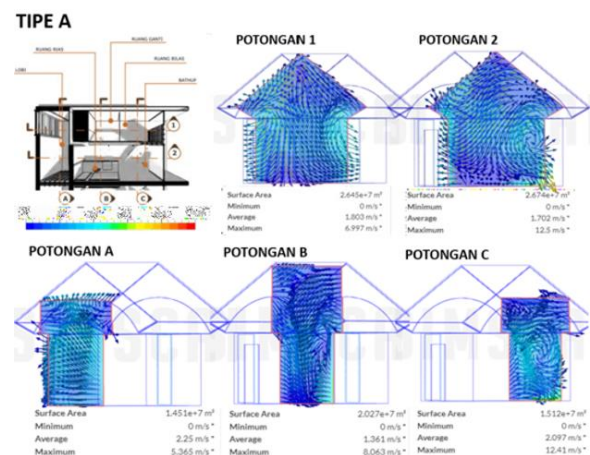 TIPE A
RUANG GANTI
RUANG RIAS
RUANG BILAS
LOBI
BATHUP
1
2
A
B
C
POTONGAN 1
Surface Area 2.645e+7 m²
Minimum 0 m/s *
Average 1.803 m/s *
Maximum 6.997 m/s *
POTONGAN 2
Surface Area 2.674e+7 m²
Minimum 0 m/s *
Average 1.702 m/s *
Maximum 12.5 m/s *
POTONGAN A
Surface Area 1.451e+7 m²
Minimum 0 m/s *
Average 2.25 m/s *
Maximum 5.365 m/s *
POTONGAN B
Surface Area 2.027e+7 m²
Minimum 0 m/s *
Average 1.361 m/s *
Maximum 8.063 m/s *
POTONGAN C
Surface Area 1.512e+7 m²
Minimum 0 m/s *
Average 2.097 m/s *
Maximum 12.41 m/s *